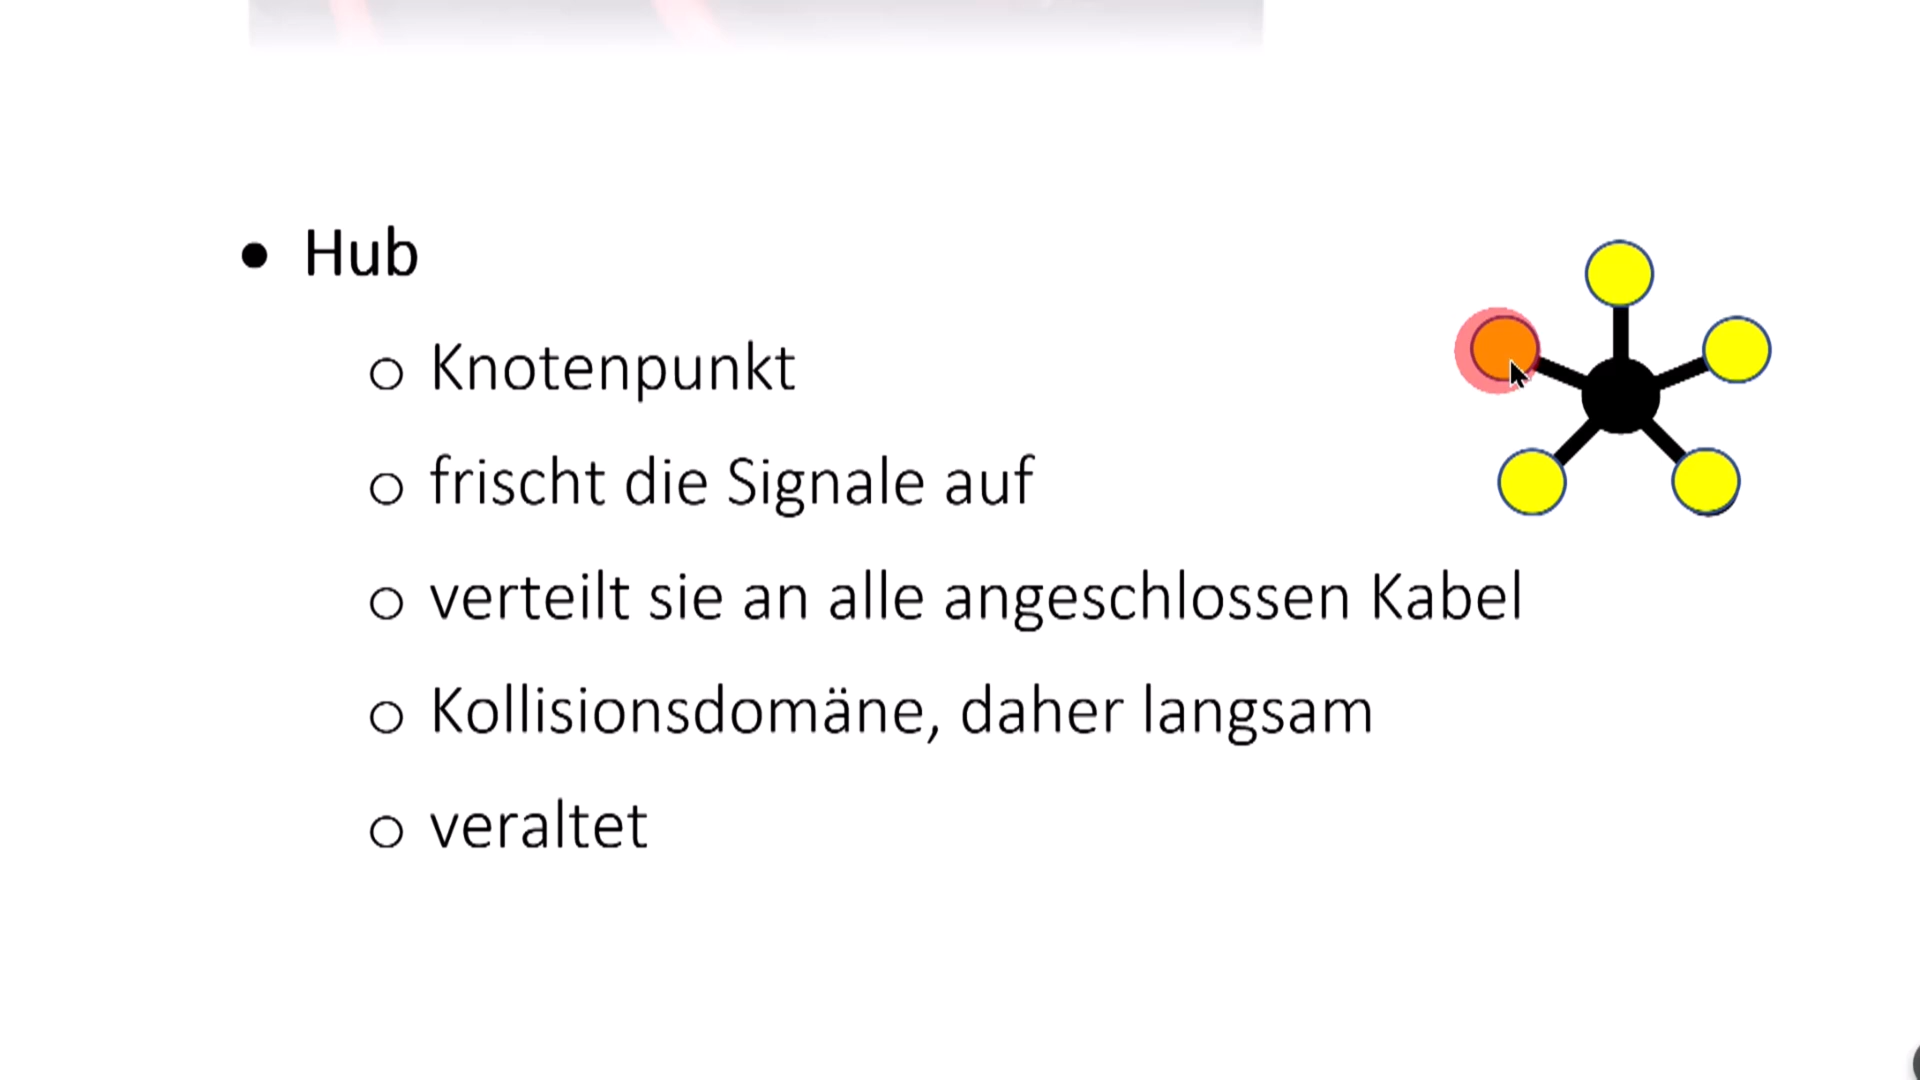 • Hub
o Knotenpunkt
o frischt die Signale auf
o verteilt sie an alle angeschlossen Kabel
o Kollisionsdomäne, daher langsam
o veraltet